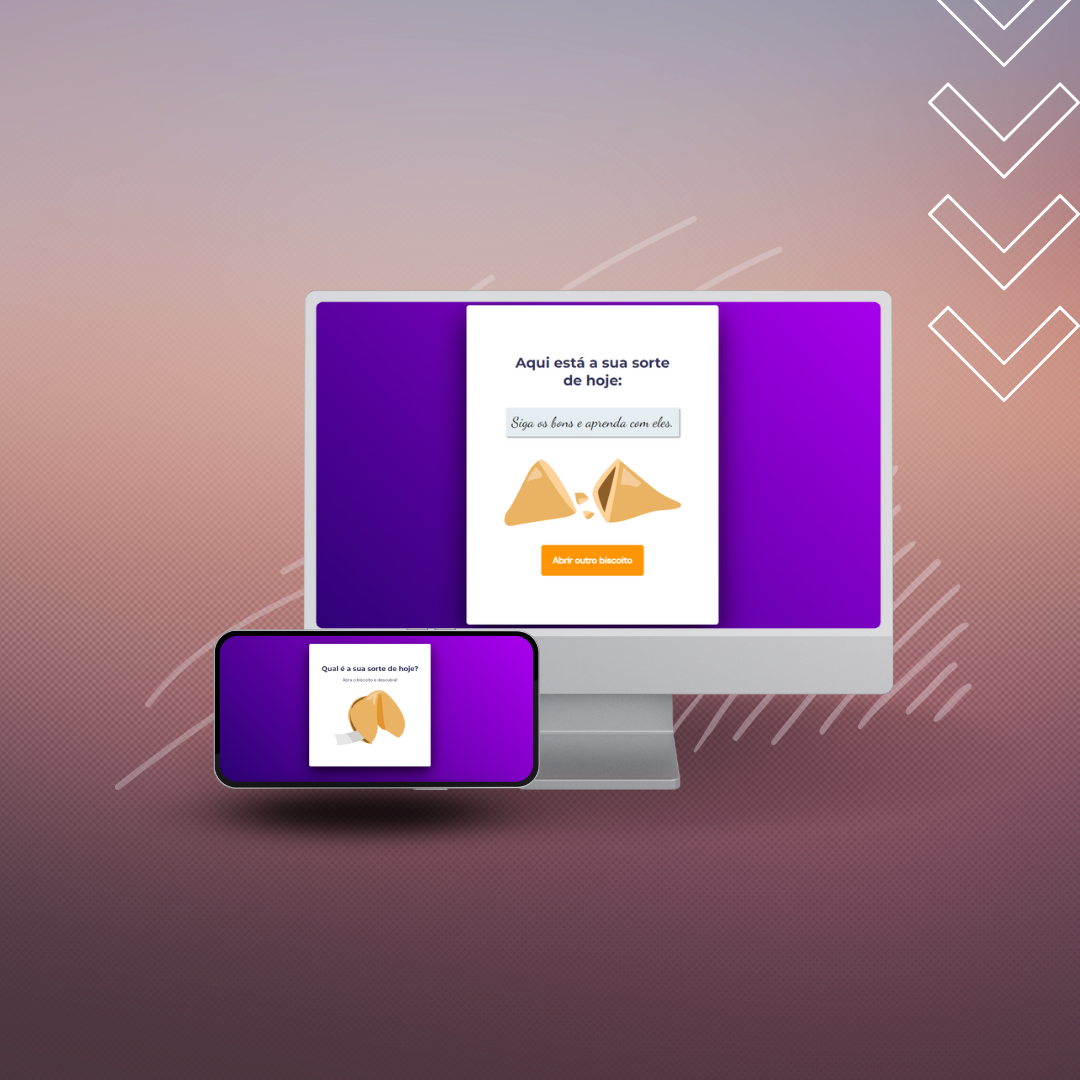 Aqui está a sua sorte
de hoje:
Siga os bons e aprenda com eles.
Abrir outro biscoito
Qual é a sua sorte de hoje?
Abra o biscoito e descubra!